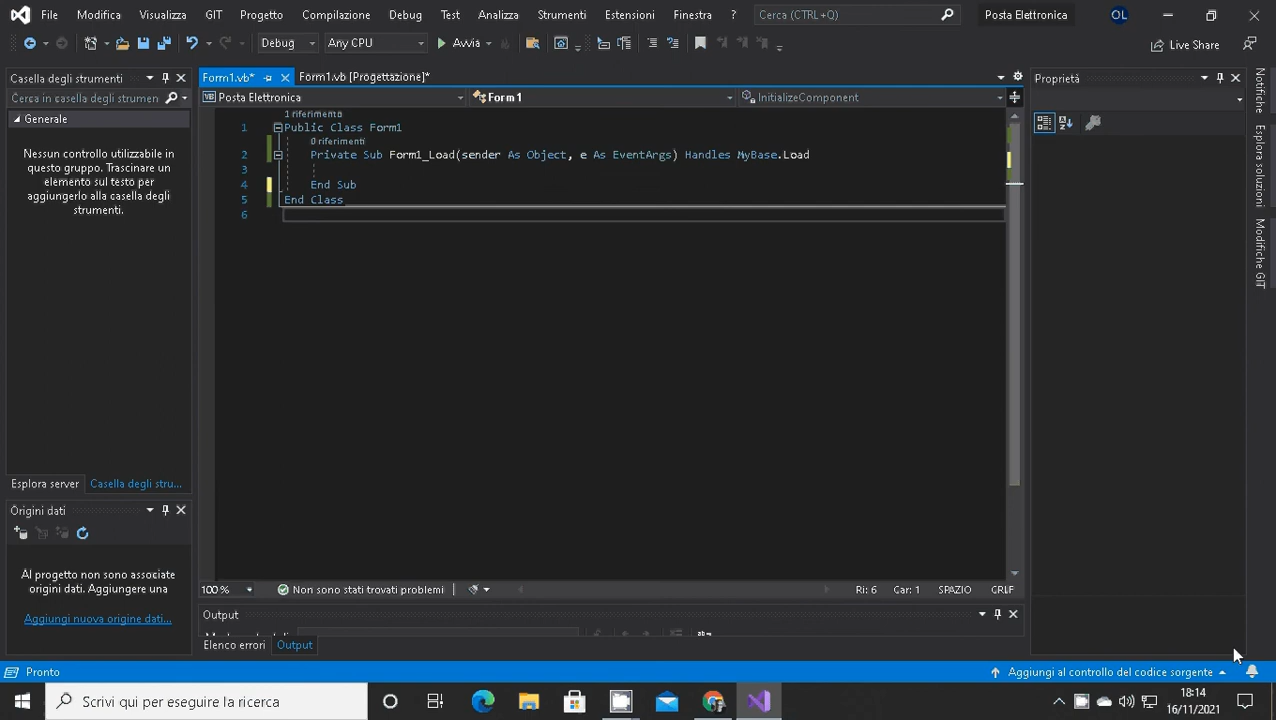 File Modifica Visualizza GIT Progetto Compilazione Debug Test Analizza Strumenti Estensioni Finestra ? Cerca (CTRL+Q) Posta Elettronica OL
Debug Any CPU Avvia Live Share
Casella degli strumenti
Cerca in casella degli strumen
Generale
Nessun controllo utilizzabile in
questo gruppo. Trascinare un
elemento sul testo per
aggiungerlo alla casella degli
strumenti.
Esplora server Casella degli stru...
Origini dati
Al progetto non sono associate
origini dati. Aggiungere una
Aggiungi nuova origine dati...
Form1.vb* Form1.vb [Progettazione]*
Posta Elettronica Form1 InitializeComponent
1 riferimento
1 Public Class Form1
0 riferimenti
2 Private Sub Form1_Load(sender As Object, e As EventArgs) Handles MyBase.Load
3
4 End Sub
5 End Class
6
100 % Non sono stati trovati problemi Ri: 6 Car: 1 SPAZIO CRLF
Output
Elenco errori Output
Proprietà
Notifiche
Esplora soluzioni
Modifiche GIT
Pronto Aggiungi al controllo del codice sorgente
Scrivi qui per eseguire la ricerca
18:14
16/11/2021